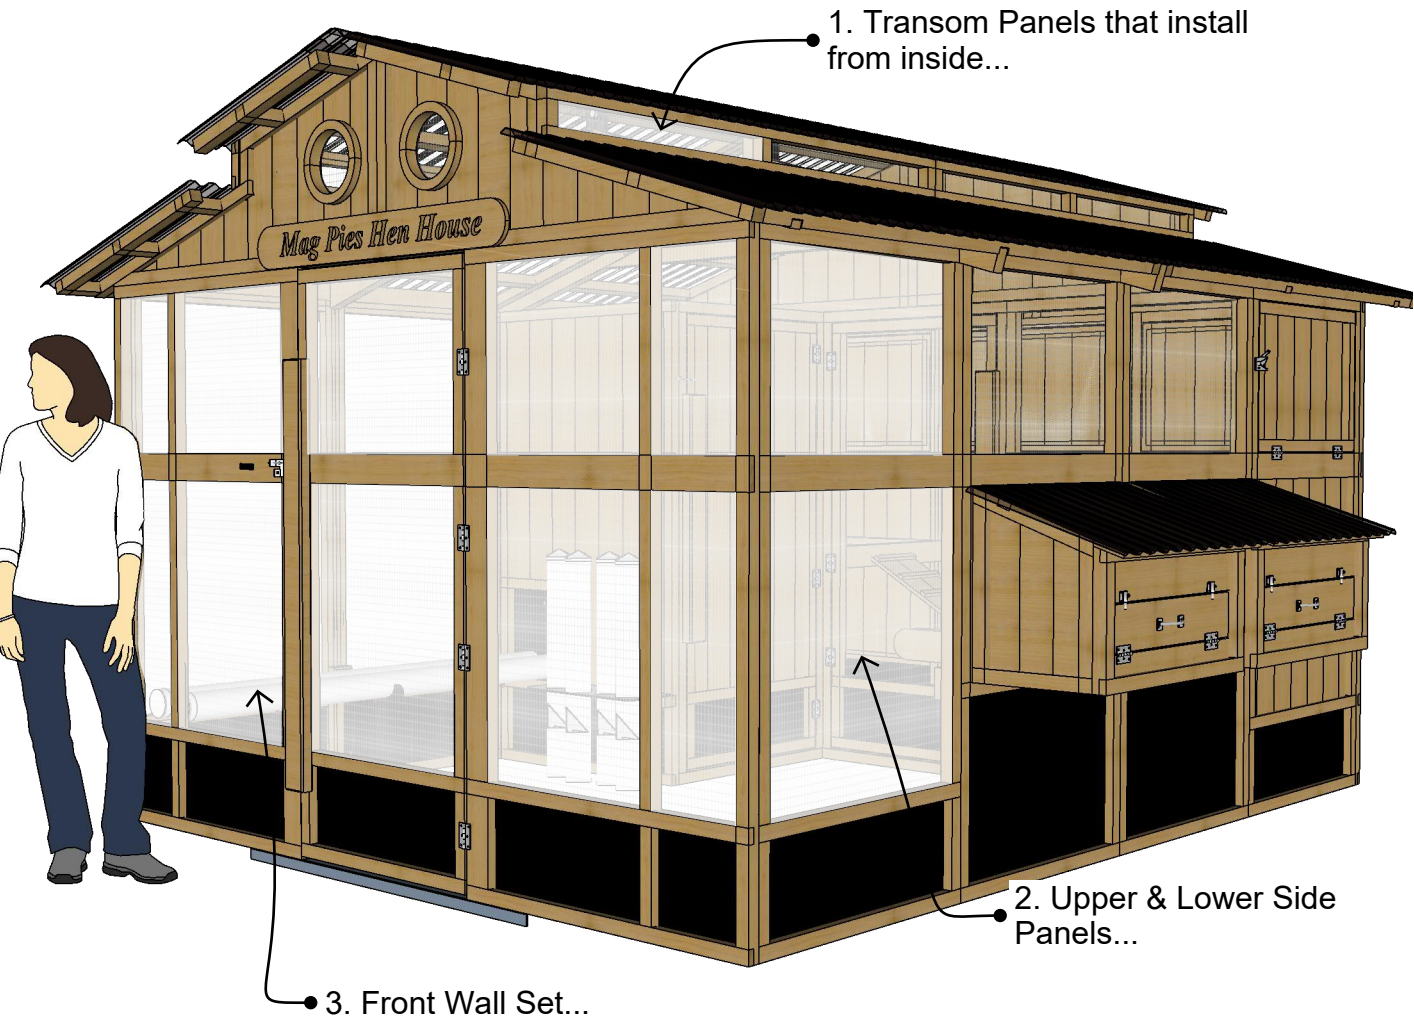 1. Transom Panels that install
from inside...
Mag Pies Hen House
2. Upper & Lower Side
Panels...
3. Front Wall Set...